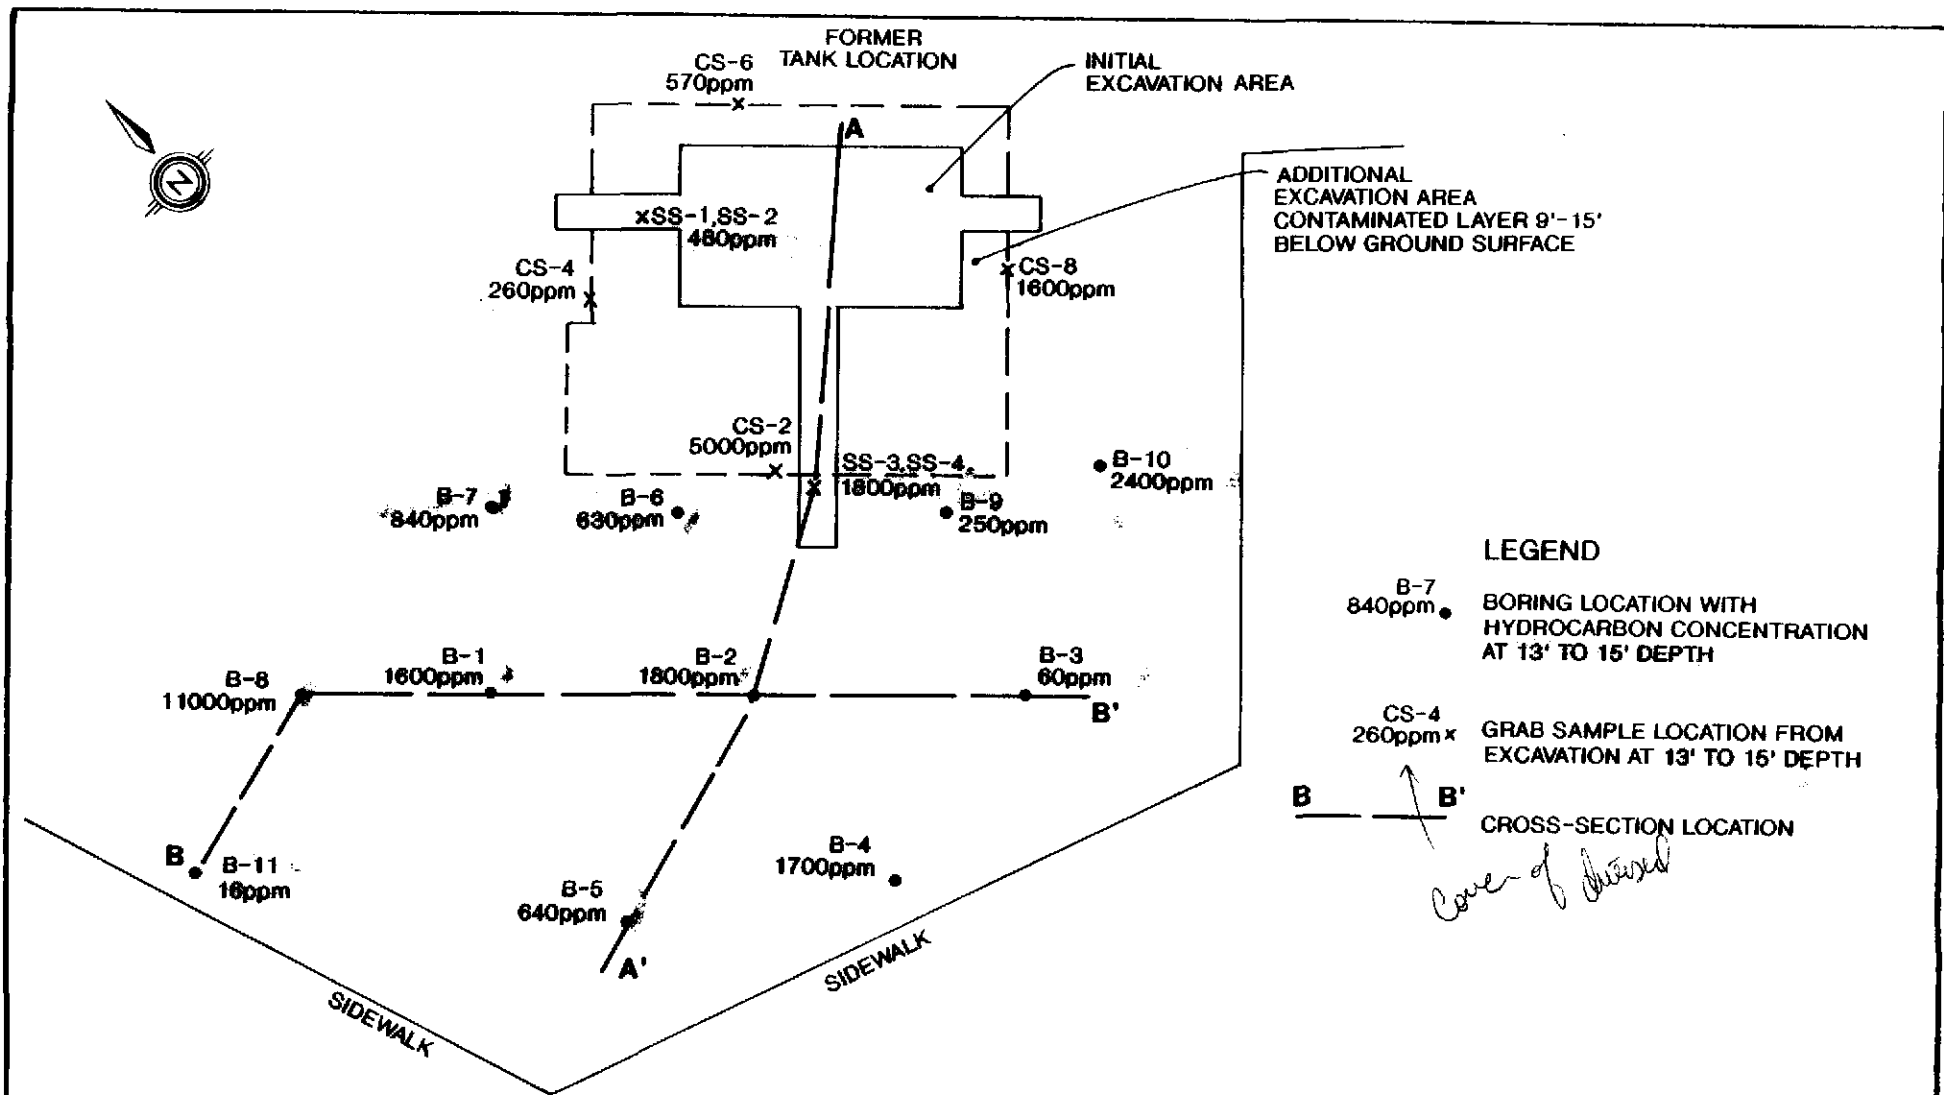 FORMER
TANK LOCATION
CS-6
570ppm
INITIAL
EXCAVATION AREA
A
N
ADDITIONAL
EXCAVATION AREA
CONTAMINATED LAYER 9'-15'
BELOW GROUND SURFACE
xSS-1,SS-2
480ppm
CS-4
260ppm x
x CS-8
1600ppm
CS-2
5000ppm
x
SS-3,SS-4
1800ppm
x
B-10
2400ppm
B-7
840ppm
B-6
630ppm
B-9
250ppm
LEGEND
B-7
840ppm
BORING LOCATION WITH
HYDROCARBON CONCENTRATION
AT 13' TO 15' DEPTH
B-8
11000ppm
B-1
1600ppm
B-2
1800ppm
B-3
60ppm
B'
CS-4
260ppm x
GRAB SAMPLE LOCATION FROM
EXCAVATION AT 13' TO 15' DEPTH
B B'
CROSS-SECTION LOCATION
B
B-11
16ppm
B-4
1700ppm
B-5
640ppm
A'
SIDEWALK
SIDEWALK
of